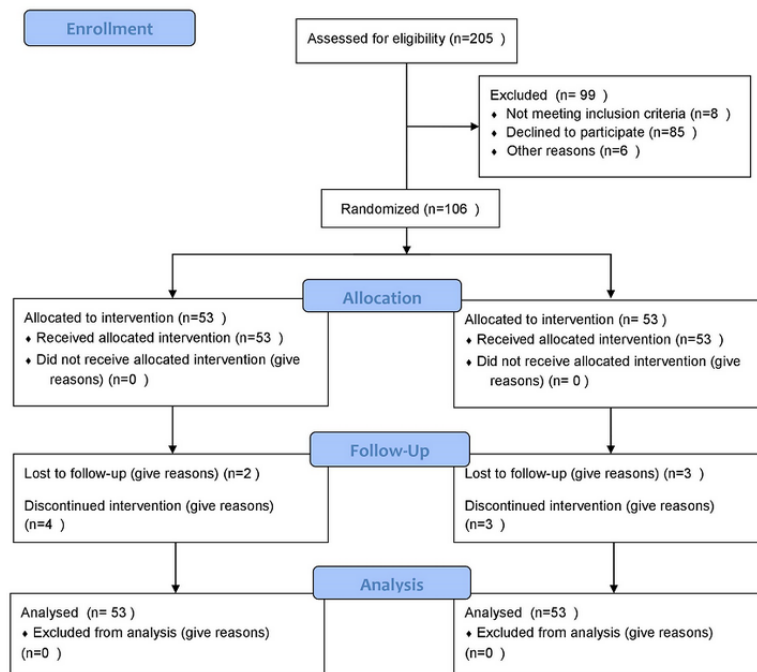 Enrollment
Assessed for eligibility (n=205 )
Excluded (n= 99 )
♦ Not meeting inclusion criteria (n=8 )
♦ Declined to participate (n=85 )
♦ Other reasons (n=6 )
Randomized (n=106 )
Allocation
Allocated to intervention (n=53 )
♦ Received allocated intervention (n=53 )
♦ Did not receive allocated intervention (give
reasons) (n=0 )
Allocated to intervention (n= 53 )
♦ Received allocated intervention (n=53 )
♦ Did not receive allocated intervention (give
reasons) (n= 0 )
Follow-Up
Lost to follow-up (give reasons) (n=2 )
Discontinued intervention (give reasons)
(n=4 )
Lost to follow-up (give reasons) (n=3 )
Discontinued intervention (give reasons)
(n=3 )
Analysis
Analysed (n= 53 )
♦ Excluded from analysis (give reasons)
(n=0 )
Analysed (n=53 )
♦ Excluded from analysis (give reasons)
(n=0 )